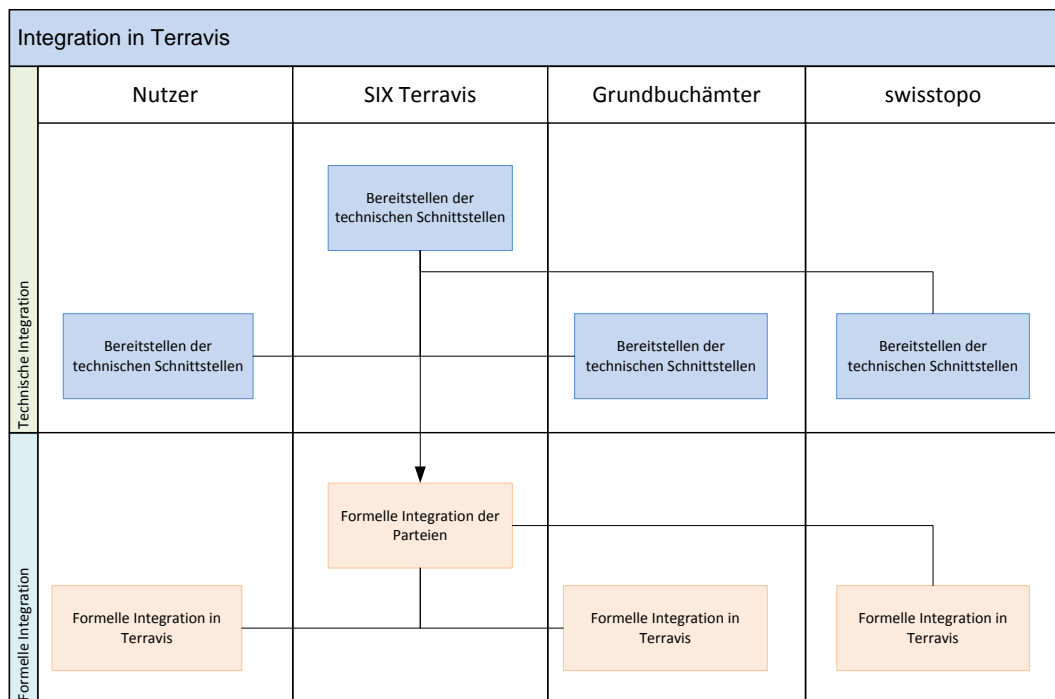 Integration in Terravis
Nutzer
SIX Terravis
Grundbuchämter
swisstopo
Technische Integration
Bereitstellen der
technischen Schnittstellen
Bereitstellen der
technischen Schnittstellen
Bereitstellen der
technischen Schnittstellen
Bereitstellen der
technischen Schnittstellen
Formelle Integration
Formelle Integration der
Parteien
Formelle Integration in
Terravis
Formelle Integration in
Terravis
Formelle Integration in
Terravis